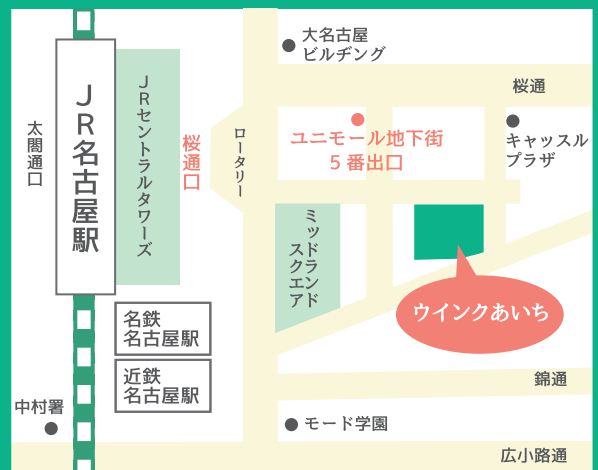 大名古屋
ビルヂング
桜通
ユニモール地下街
5番出口
キャッスル
プラザ
太閤通口
JR名古屋駅
JRセントラルタワーズ
桜通口
ロータリー
ミッドランド
スクエア
ウインクあいち
名鉄
名古屋駅
近鉄
名古屋駅
錦通
中村署
モード学園
広小路通